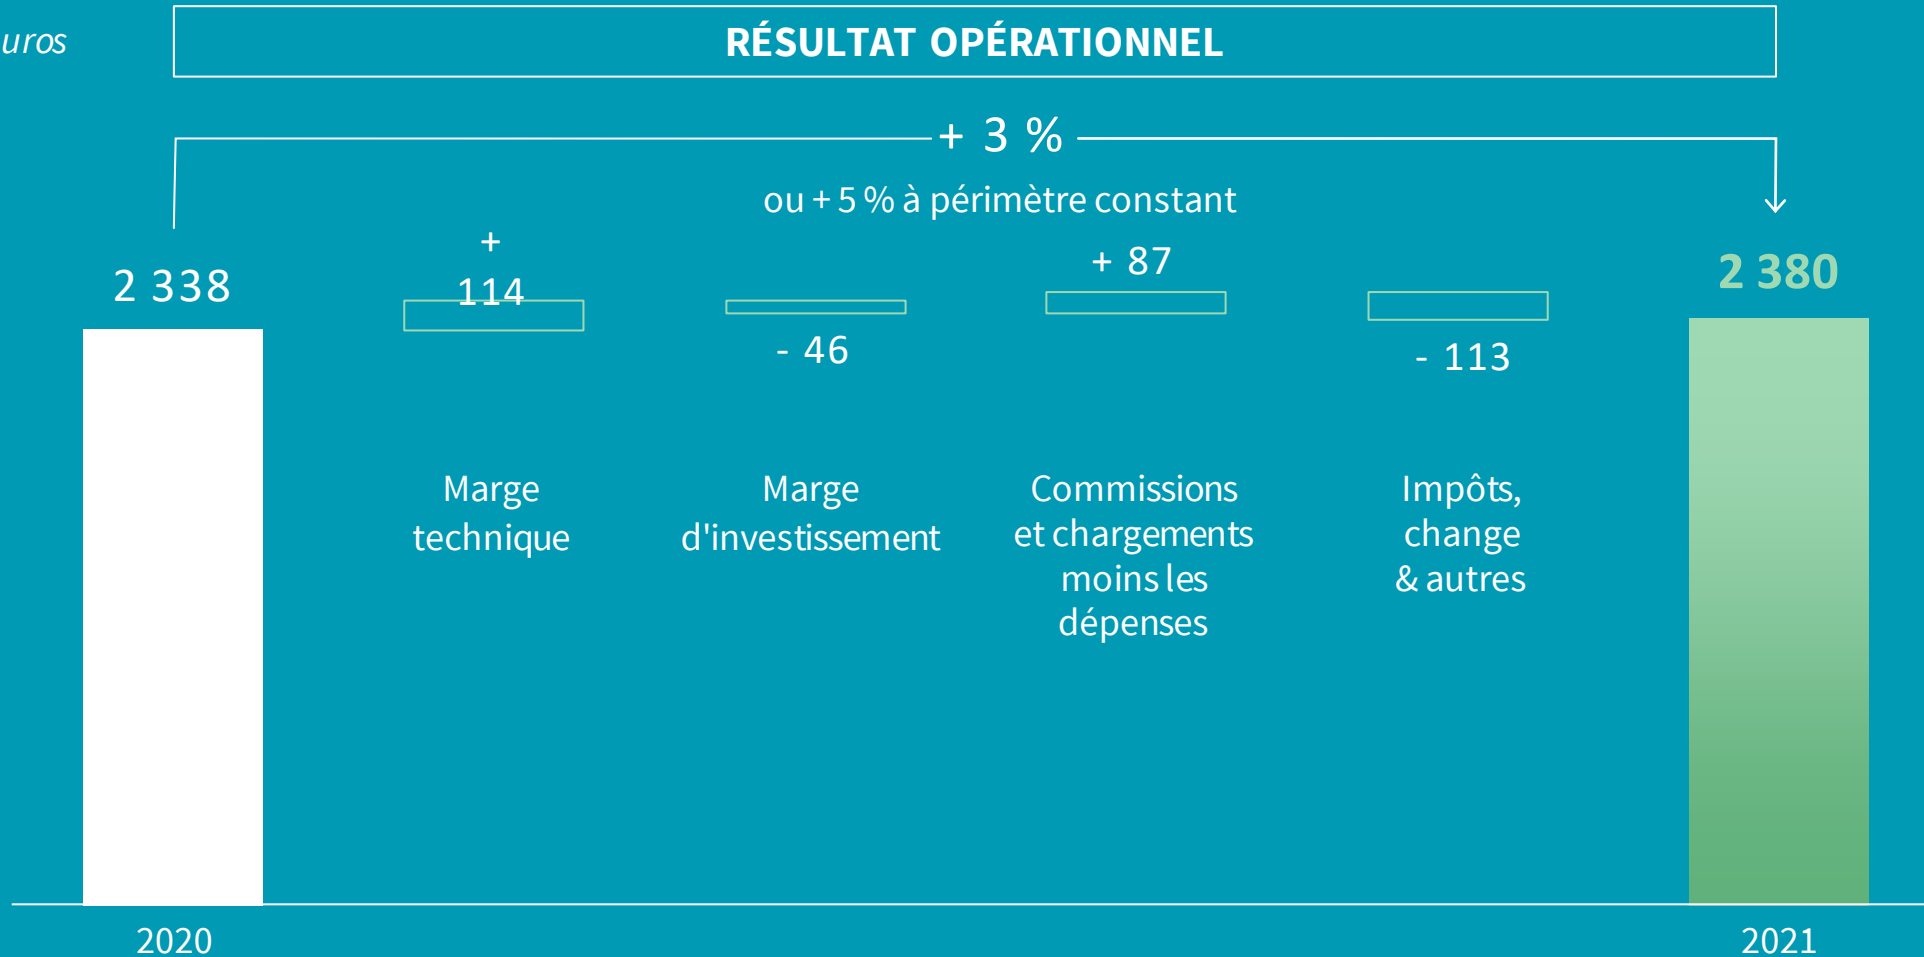 uros
RÉSULTAT OPÉRATIONNEL
+ 3 %
ou + 5 % à périmètre constant
2 338
+
114
- 46
+ 87
- 113
2 380
Marge
technique
Marge
d'investissement
Commissions
et chargements
moins les
dépenses
Impôts,
change
& autres
2020
2021